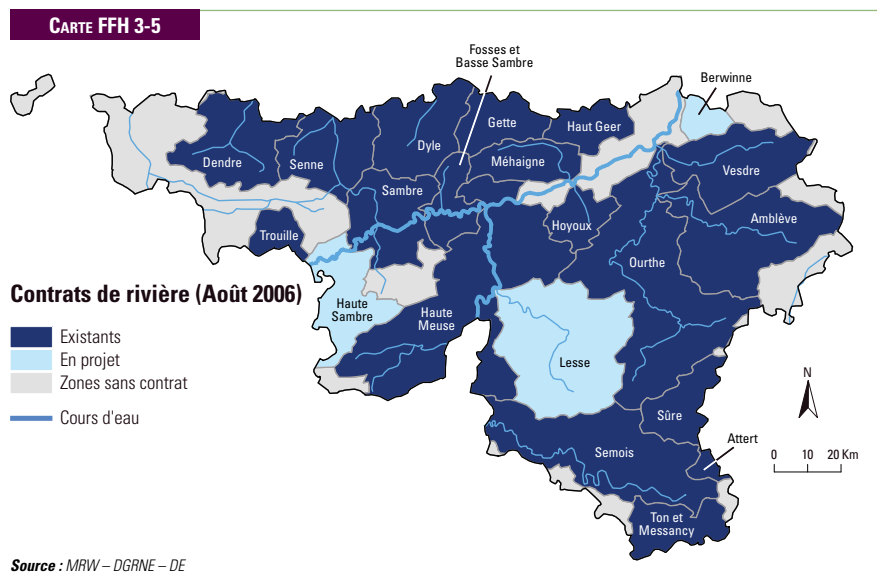 CARTE FFH 3-5
Fosses et
Basse Sambre
Berwinne
Gette
Haut Geer
Dyle
Dendre
Senne
Méhaigne
Vesdre
Sambre
Amblève
Trouille
Hoyoux
Ourthe
Contrats de rivière (Août 2006)
Haute
Sambre
Haute
Meuse
Existants
En projet
Zones sans contrat
Cours d'eau
Lesse
N
Sûre
Attert
Semois
0 10 20 Km
Ton et
Messancy
Source : MRW – DGRNE – DE